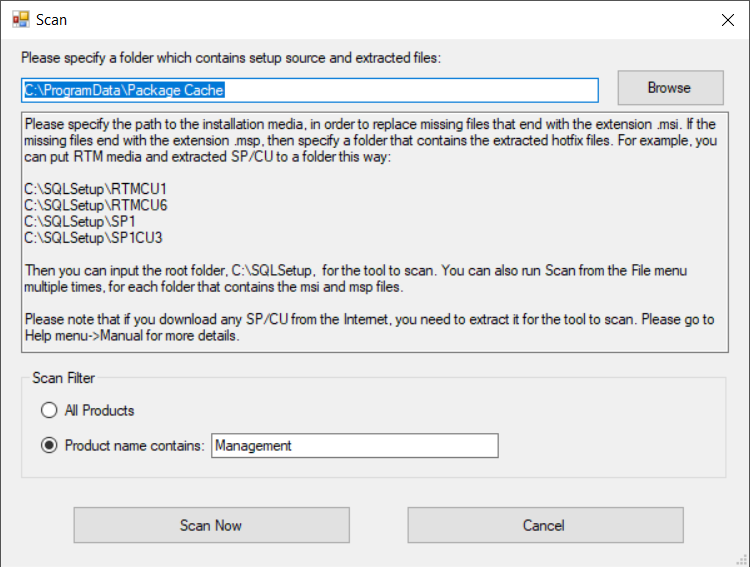 Scan
Please specify a folder which contains setup source and extracted files:
C:\ProgramData\Package Cache
Browse
Please specify the path to the installation media, in order to replace missing files that end with the extension .msi. If the
missing files end with the extension .msp, then specify a folder that contains the extracted hotfix files. For example, you
can put RTM media and extracted SP/CU to a folder this way:
C:\SQLSetup\RTMCU1
C:\SQLSetup\RTMCU6
C:\SQLSetup\SP1
C:\SQLSetup\SP1CU3
Then you can input the root folder, C:\SQLSetup, for the tool to scan. You can also run Scan from the File menu
multiple times, for each folder that contains the msi and msp files.
Please note that if you download any SP/CU from the Internet, you need to extract it for the tool to scan. Please go to
Help menu->Manual for more details.
Scan Filter
All Products
Product name contains: Management
Scan Now
Cancel